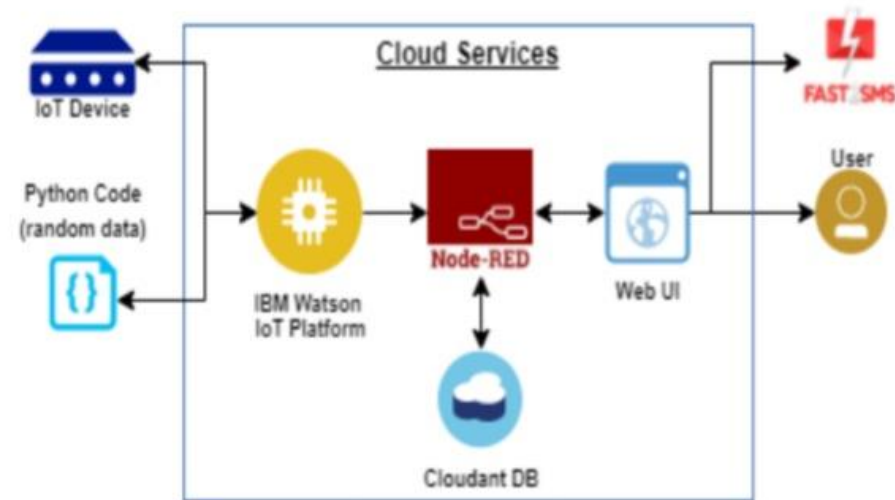 Cloud Services
IoT Device
FAST2SMS
User
Python Code
(random data)
{}
Node-RED
IBM Watson
IoT Platform
Web UI
Cloudant DB